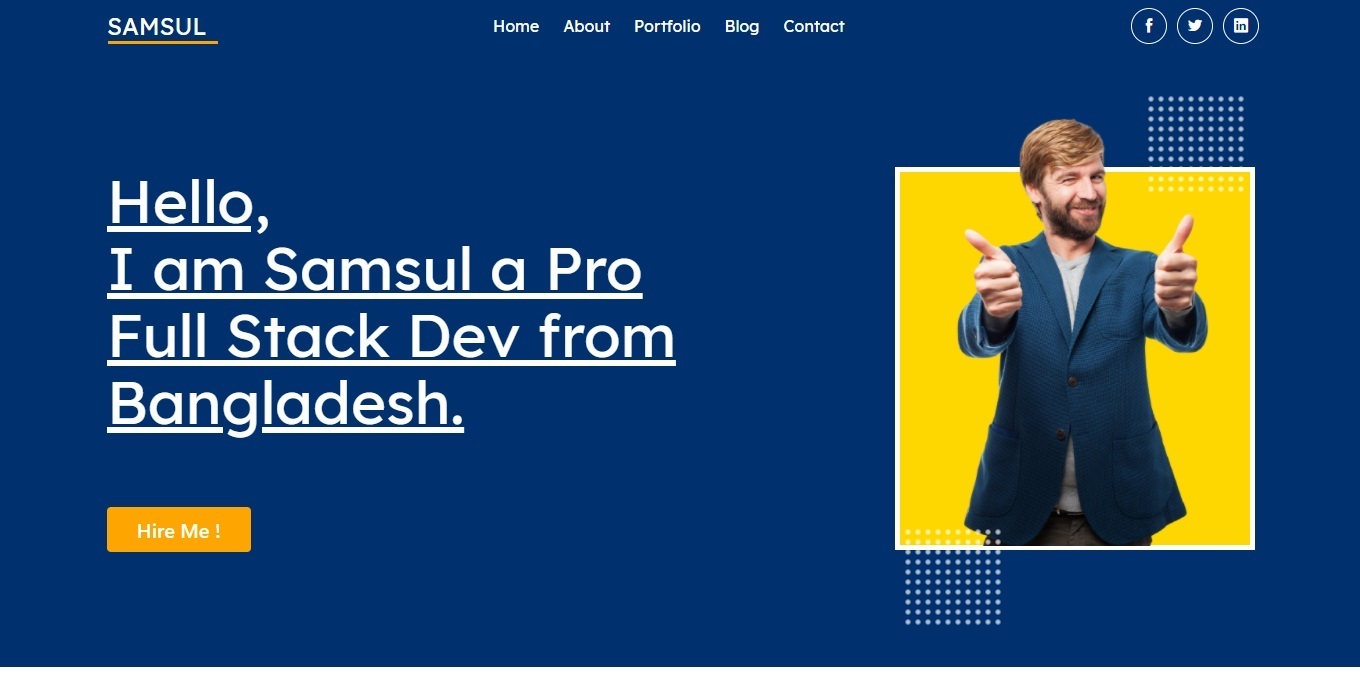 SAMSUL
Home About Portfolio Blog Contact
Hello,
I am Samsul a Pro
Full Stack Dev from
Bangladesh.
Hire Me !